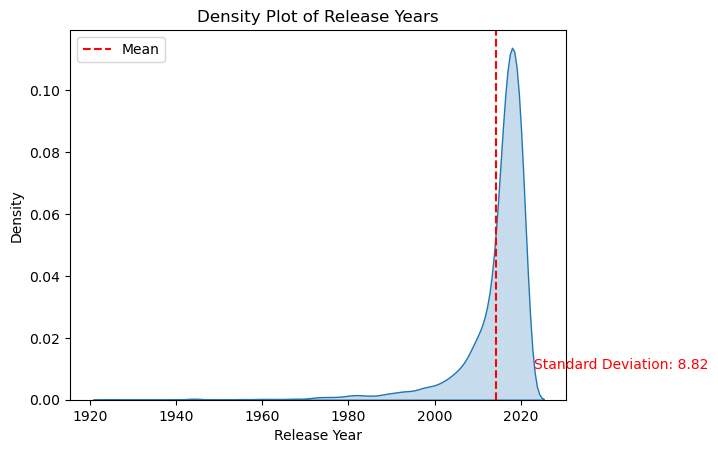 Density Plot of Release Years
Mean
0.10
0.08
0.06
0.04
0.02
0.00
Density
Standard Deviation: 8.82
1920 1940 1960 1980 2000 2020
Release Year